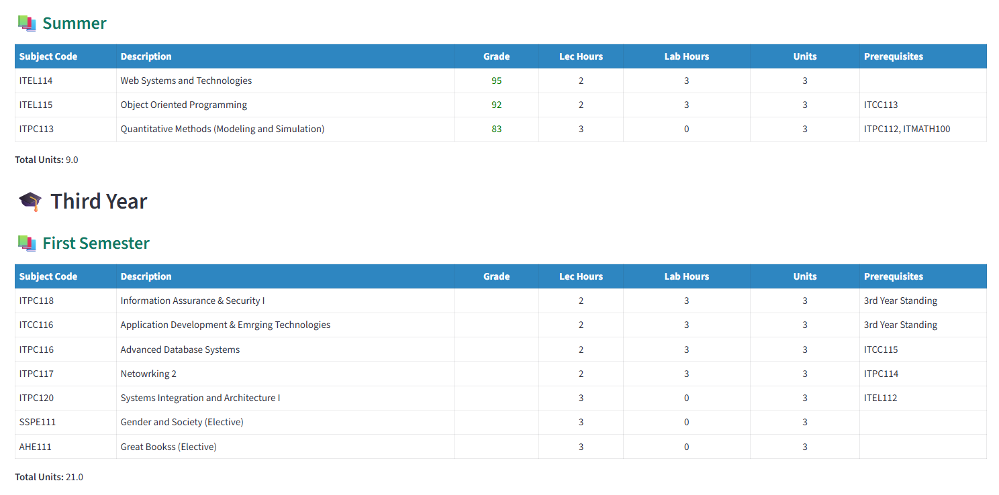 Summer
Subject Code Description Grade Lec Hours Lab Hours Units Prerequisites
ITEL114 Web Systems and Technologies 95 2 3 3
ITEL115 Object Oriented Programming 92 2 3 3 ITCC113
ITPC113 Quantitative Methods (Modeling and Simulation) 83 3 0 3 ITPC112, ITMATH100
Total Units: 9.0
Third Year
First Semester
Subject Code Description Grade Lec Hours Lab Hours Units Prerequisites
ITPC118 Information Assurance & Security I 2 3 3 3rd Year Standing
ITCC116 Application Development & Emrging Technologies 2 3 3 3rd Year Standing
ITPC116 Advanced Database Systems 2 3 3 ITCC115
ITPC117 Netowrking 2 2 3 3 ITPC114
ITPC120 Systems Integration and Architecture I 3 0 3 ITEL112
SSPE111 Gender and Society (Elective) 3 0 3
AHE111 Great Bookss (Elective) 3 0 3
Total Units: 21.0